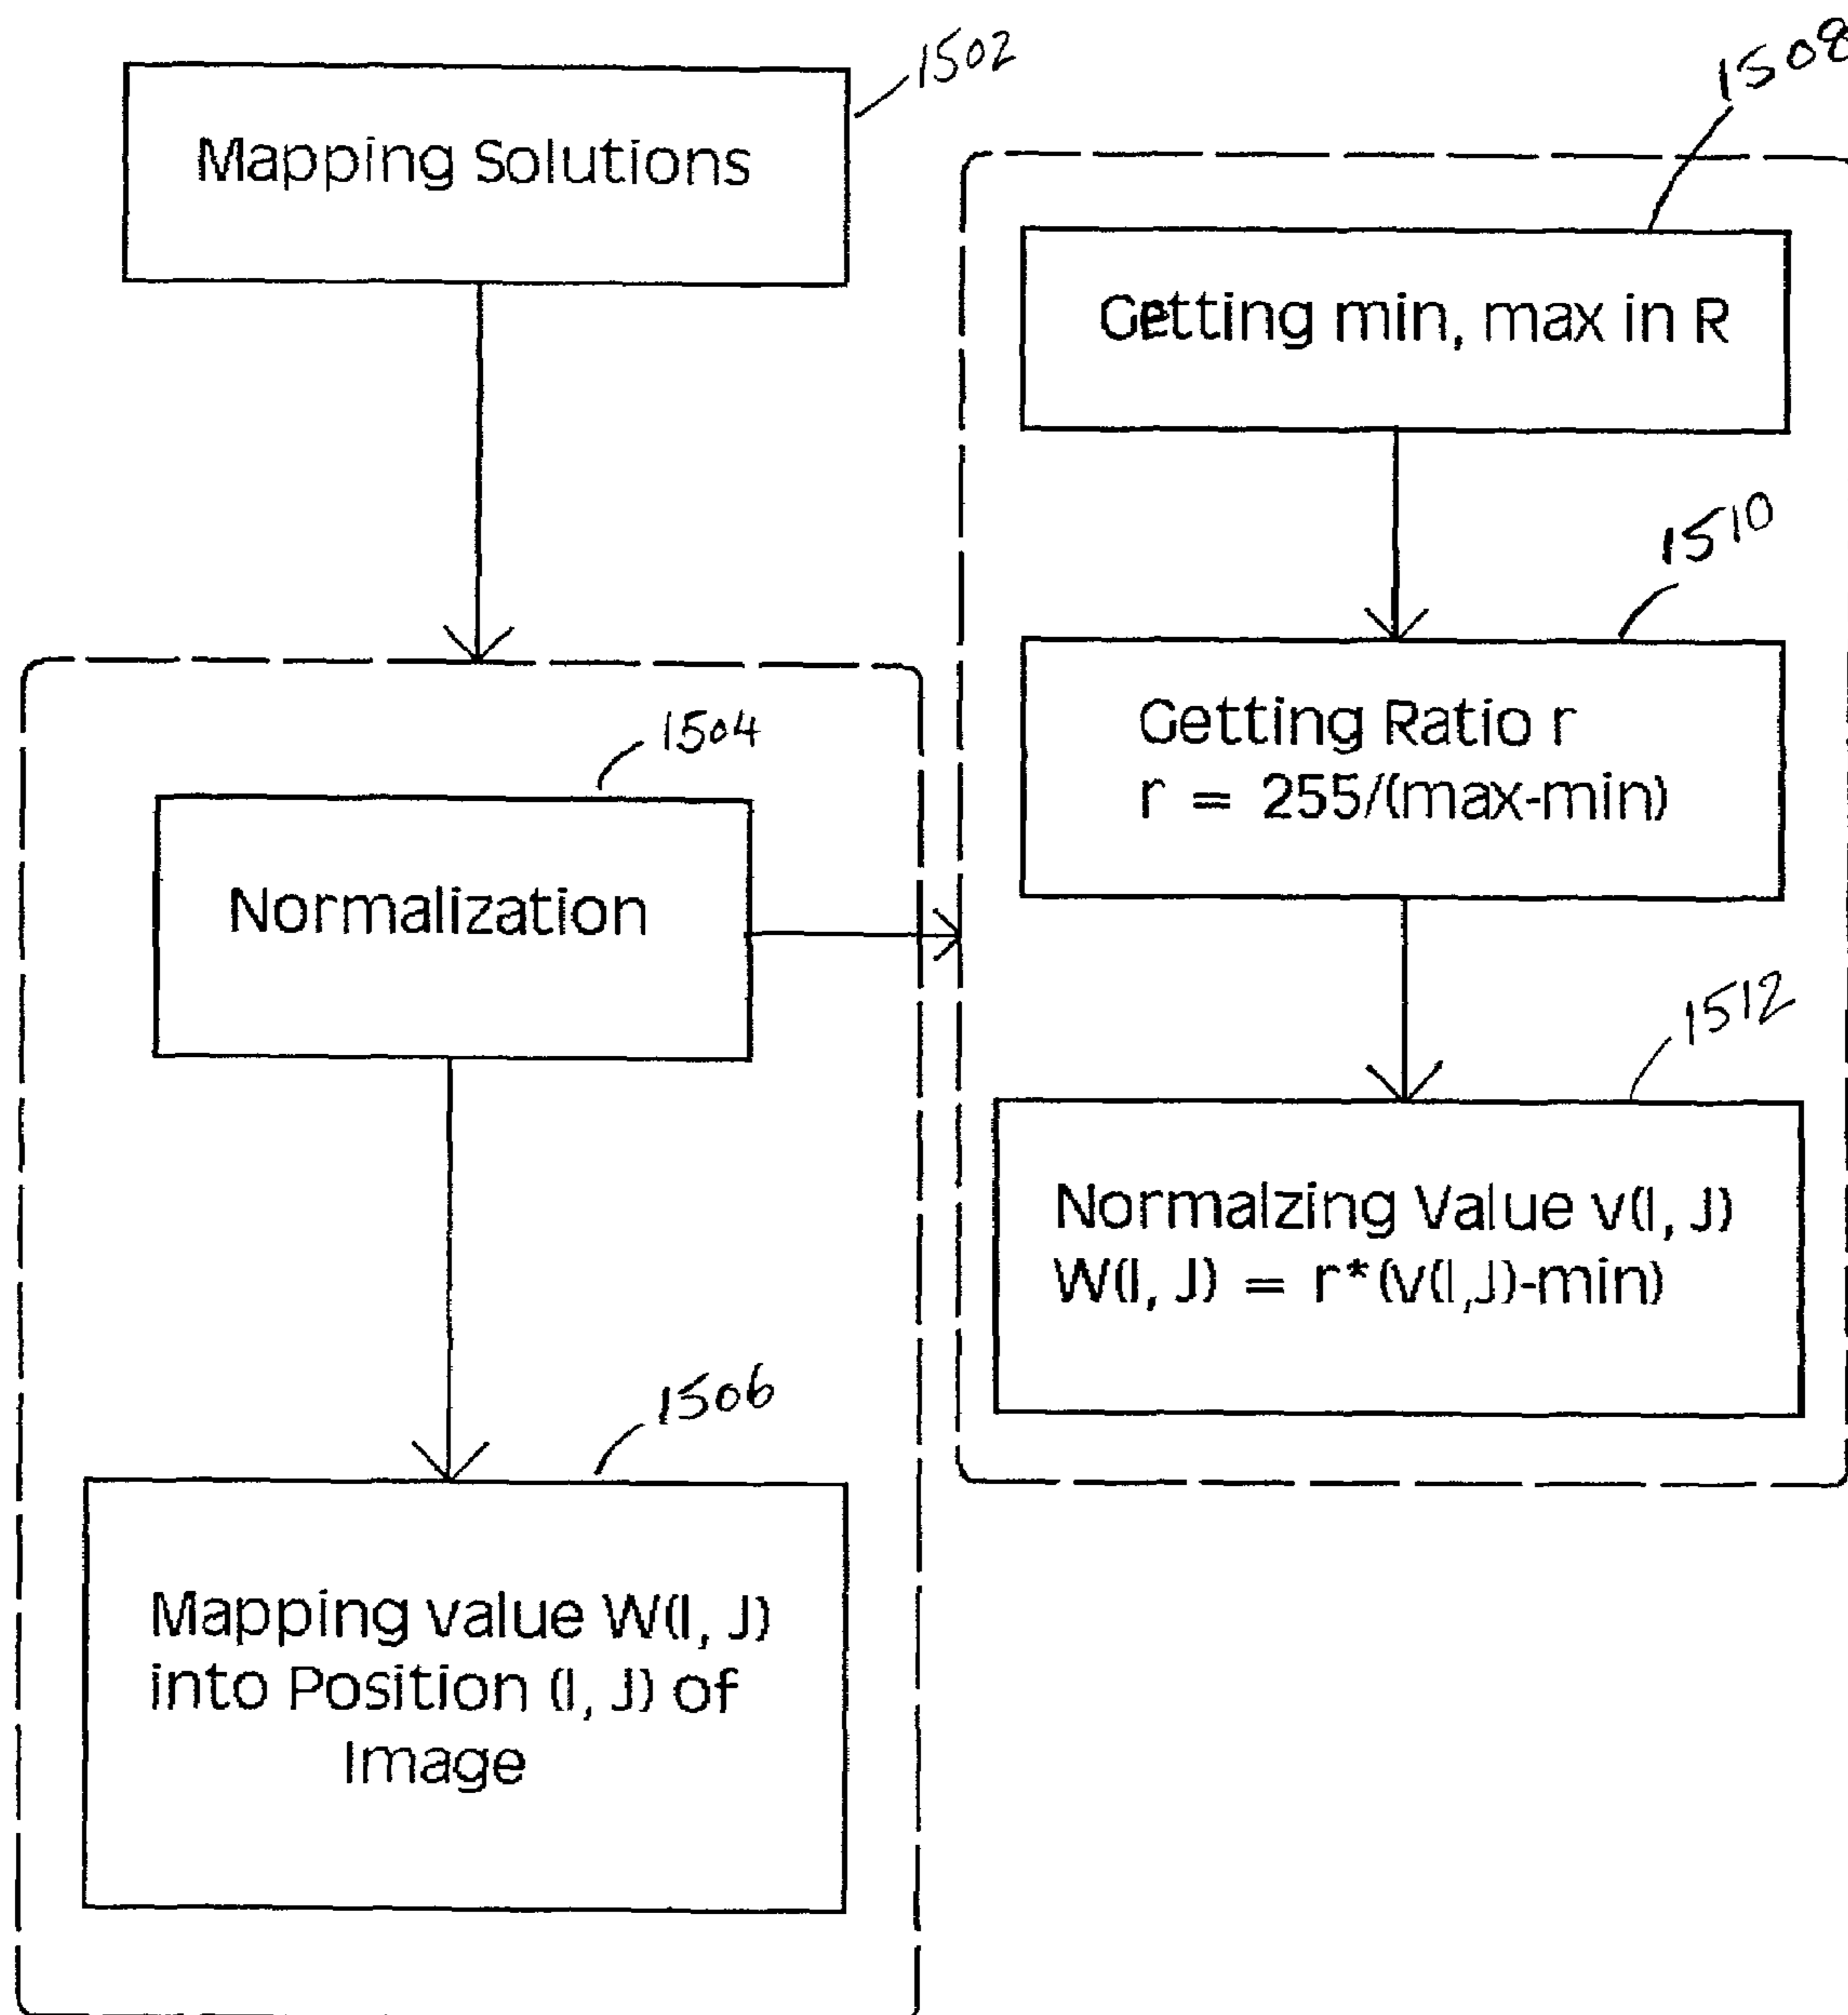 1502
Mapping Solutions
1504
Normalization
1506
Mapping value W(I, J)
into Position (I, J) of
Image
1508
Getting min, max in R
1510
Getting Ratio r
r = 255/(max-min)
1512
Normalzing Value v(I, J)
W(I, J) = r*(v(I,J)-min)